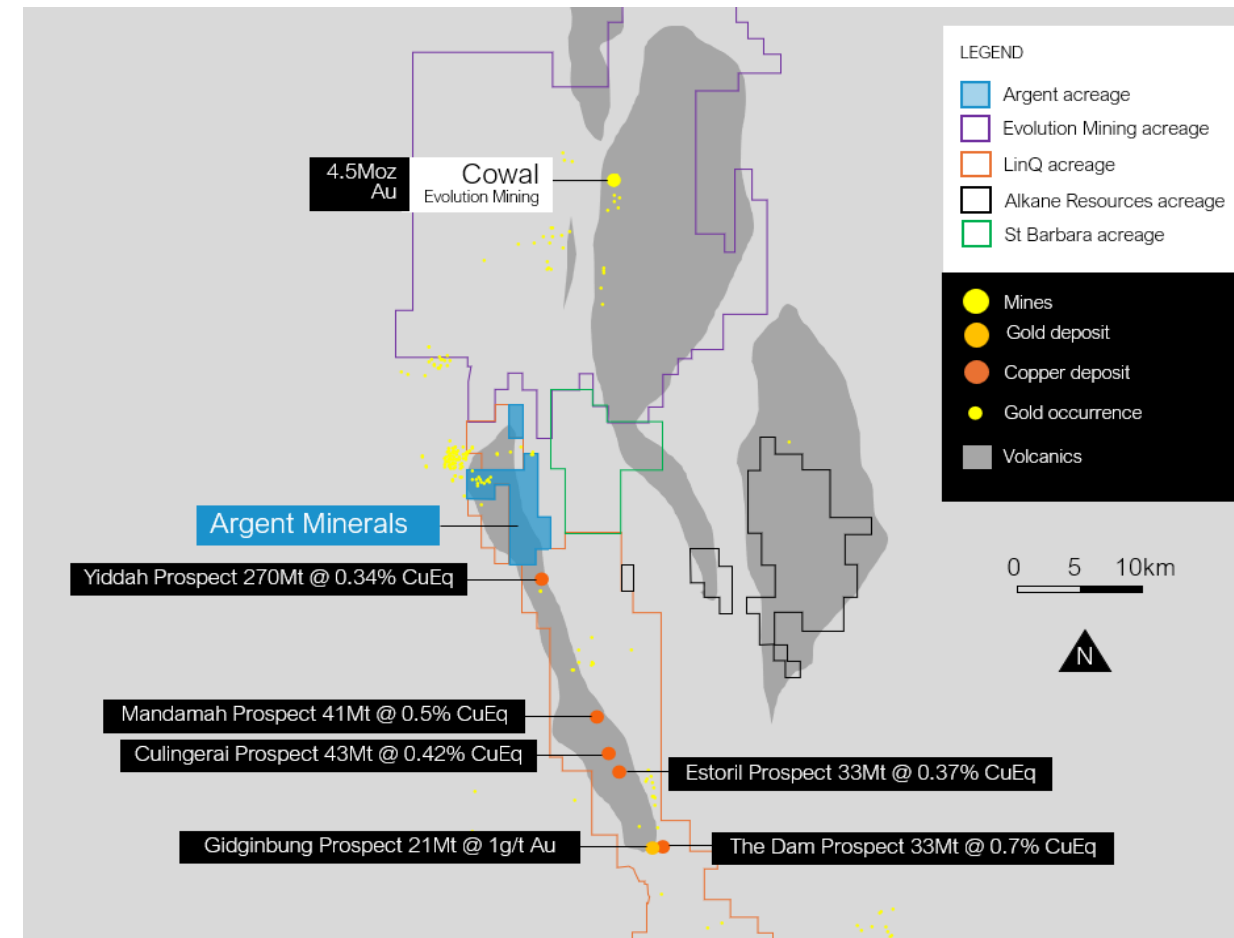 LEGEND
Argent acreage
Evolution Mining acreage
LinQ acreage
Alkane Resources acreage
St Barbara acreage
4.5Moz
Au
Cowal
Evolution Mining
Mines
Gold deposit
Copper deposit
Gold occurrence
Volcanics
Argent Minerals
0 5 10km
Yiddah Prospect 270Mt @ 0.34% CuEq
N
Mandamah Prospect 41Mt @ 0.5% CuEq
Culingerai Prospect 43Mt @ 0.42% CuEq
Estoril Prospect 33Mt @ 0.37% CuEq
Gidginbung Prospect 21Mt @ 1g/t Au
The Dam Prospect 33Mt @ 0.7% CuEq